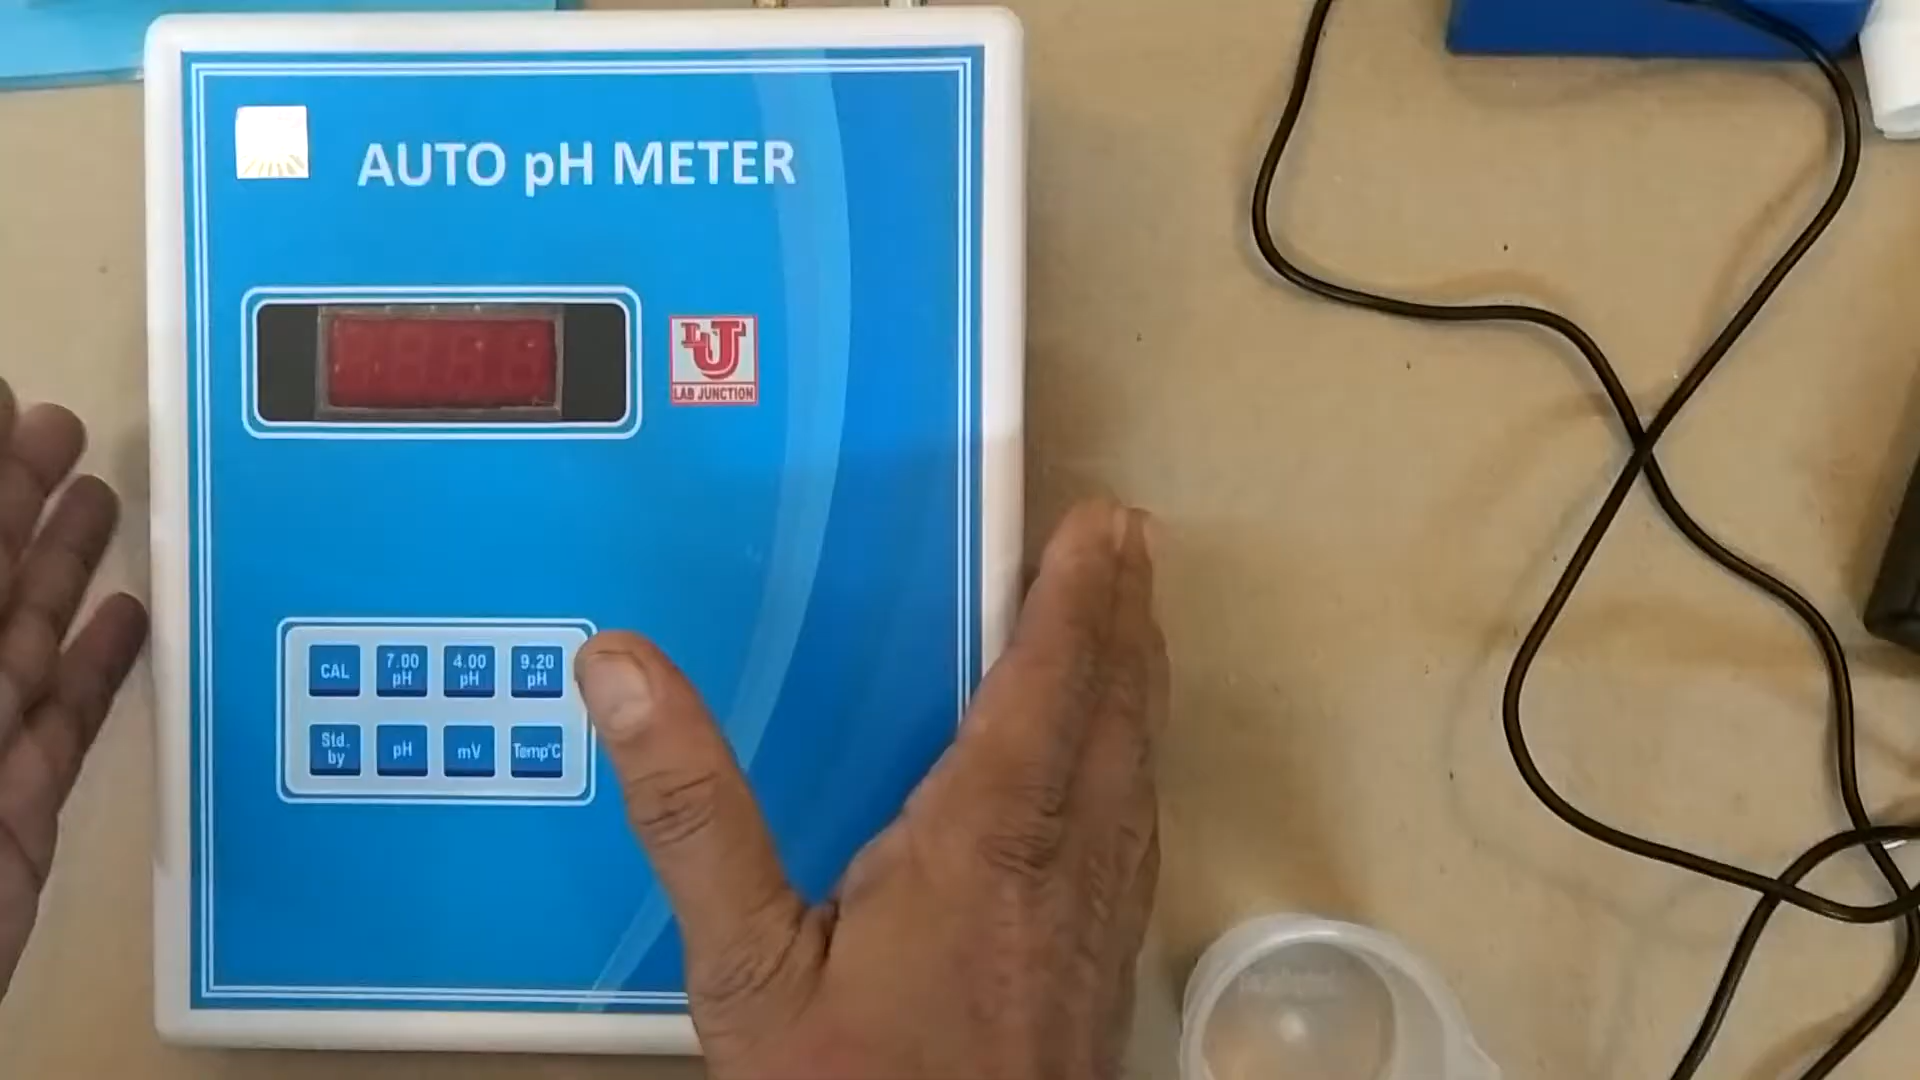 AUTO pH METER
LJ
LAB JUNCTION
CAL
7.00
pH
4.00
pH
9.20
pH
Std.
by
pH
mV
Temp°C